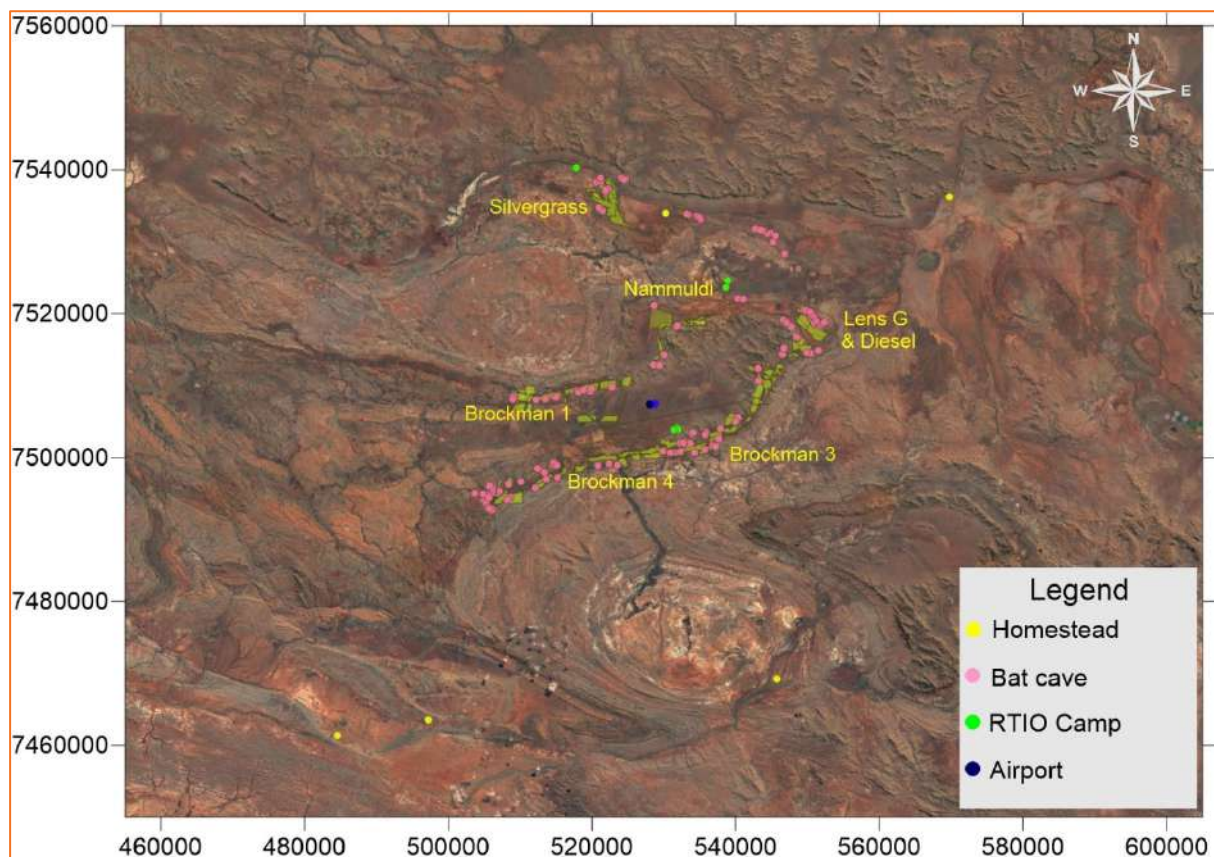 7560000
N
W E
S
7540000
Silvergrass
Nammuldi
7520000
Lens G
& Diesel
Brockman 1
7500000
Brockman 3
Brockman 4
7480000
Legend
Homestead
Bat cave
RTIO Camp
Airport
7460000
460000 480000 500000 520000 540000 560000 580000 600000